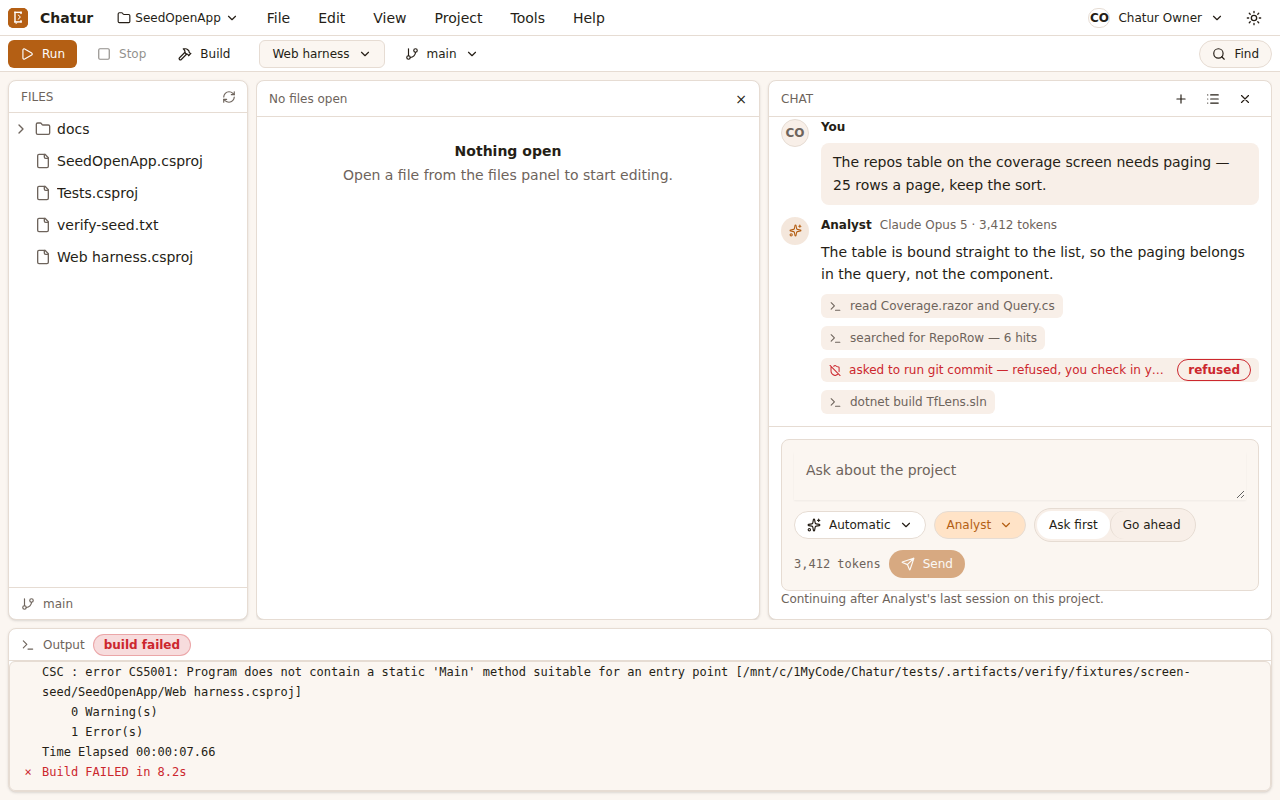 Chatur
SeedOpenApp
File
Edit
View
Project
Tools
Help
CO
Chatur Owner
Run
Stop
Build
Web harness
main
Find
FILES
docs
SeedOpenApp.csproj
Tests.csproj
verify-seed.txt
Web harness.csproj
main
No files open
Nothing open
Open a file from the files panel to start editing.
CHAT
CO
You
The repos table on the coverage screen needs paging —
25 rows a page, keep the sort.
Analyst Claude Opus 5 · 3,412 tokens
The table is bound straight to the list, so the paging belongs
in the query, not the component.
read Coverage.razor and Query.cs
searched for RepoRow — 6 hits
asked to run git commit — refused, you check in y…
refused
dotnet build TfLens.sln
Ask about the project
Automatic
Analyst
Ask first
Go ahead
3,412 tokens
Send
Continuing after Analyst's last session on this project.
Output
build failed
CSC : error CS5001: Program does not contain a static 'Main' method suitable for an entry point [/mnt/c/1MyCode/Chatur/tests/.artifacts/verify/fixtures/screen-
seed/SeedOpenApp/Web harness.csproj]
0 Warning(s)
1 Error(s)
Time Elapsed 00:00:07.66
× Build FAILED in 8.2s